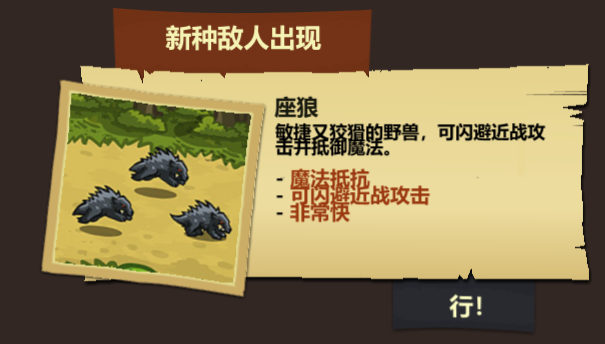 新种敌人出现
座狼
敏捷又狡猾的野兽，可闪避近战攻
击并抵御魔法。
- 魔法抵抗
- 可闪避近战攻击
- 非常快
行！